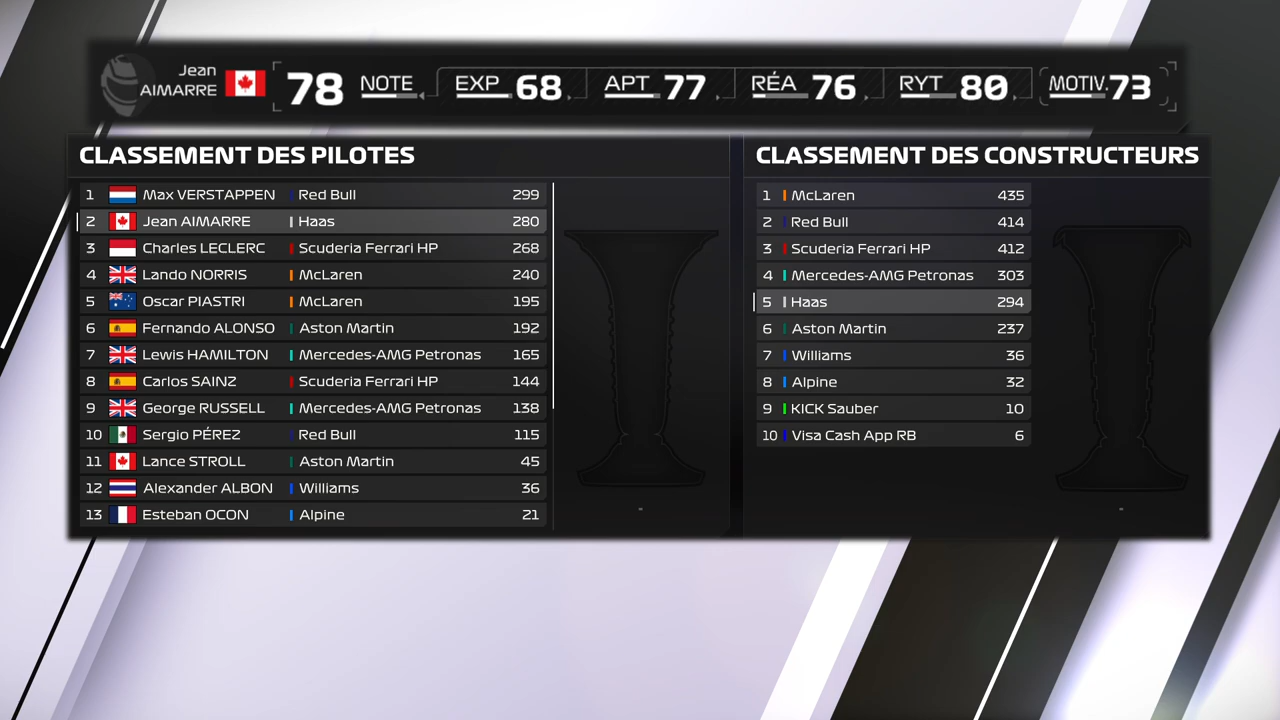 Jean
AIMARRE
78 NOTE EXP 68 APT 77 RÉA 76 RYT 80 MOTIV. 73
CLASSEMENT DES PILOTES
1 Max VERSTAPPEN Red Bull 299
2 Jean AIMARRE Haas 280
3 Charles LECLERC Scuderia Ferrari HP 268
4 Lando NORRIS McLaren 240
5 Oscar PIASTRI McLaren 195
6 Fernando ALONSO Aston Martin 192
7 Lewis HAMILTON Mercedes-AMG Petronas 165
8 Carlos SAINZ Scuderia Ferrari HP 144
9 George RUSSELL Mercedes-AMG Petronas 138
10 Sergio PÉREZ Red Bull 115
11 Lance STROLL Aston Martin 45
12 Alexander ALBON Williams 36
13 Esteban OCON Alpine 21
CLASSEMENT DES CONSTRUCTEURS
1 McLaren 435
2 Red Bull 414
3 Scuderia Ferrari HP 412
4 Mercedes-AMG Petronas 303
5 Haas 294
6 Aston Martin 237
7 Williams 36
8 Alpine 32
9 KICK Sauber 10
10 Visa Cash App RB 6